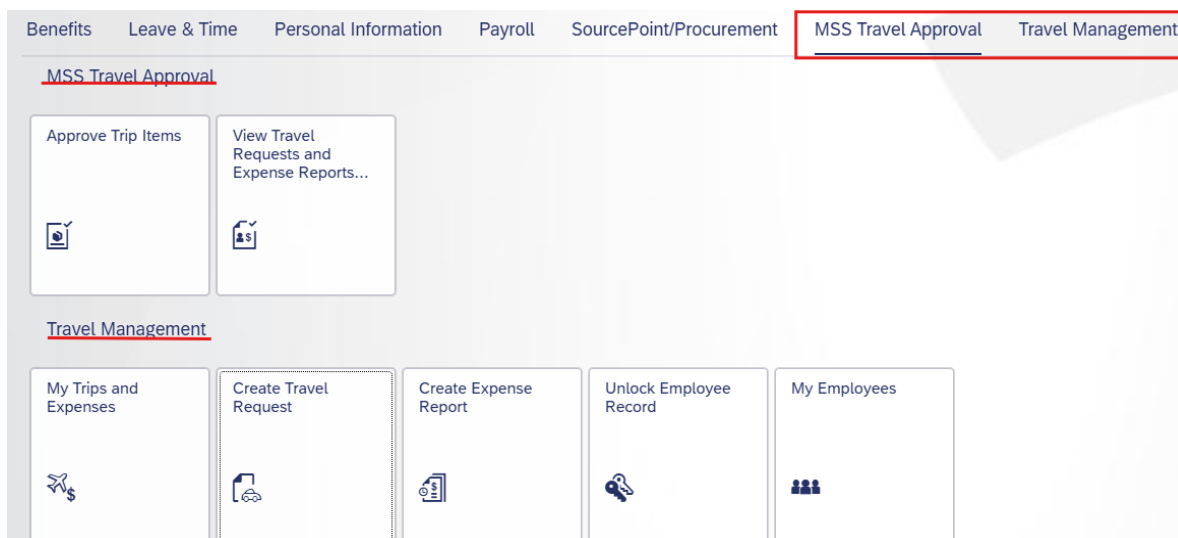 Benefits Leave & Time Personal Information Payroll SourcePoint/Procurement MSS Travel Approval Travel Management
MSS Travel Approval
Approve Trip Items
View Travel
Requests and
Expense Reports...
Travel Management
My Trips and
Expenses
Create Travel
Request
Create Expense
Report
Unlock Employee
Record
My Employees